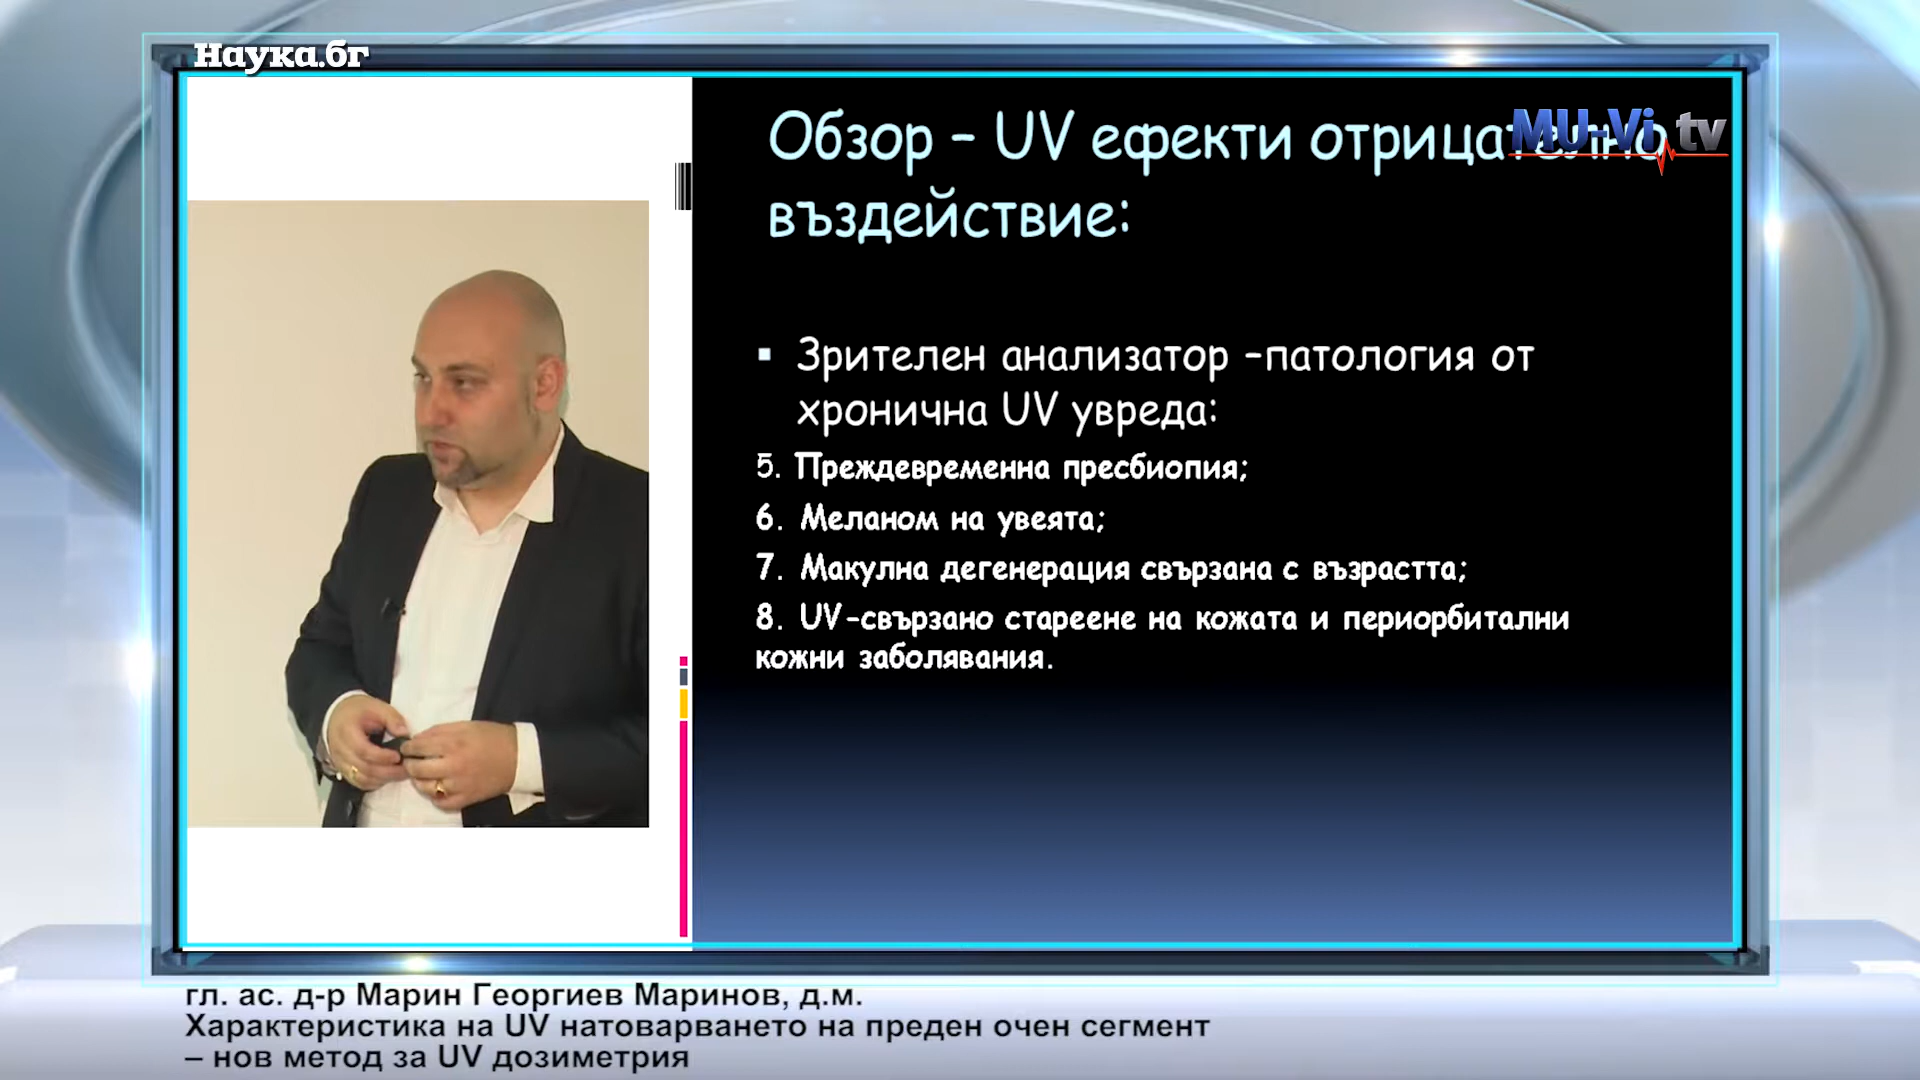 Наука.бг
MU-Vi.tv
Обзор – UV ефекти отрицателно
въздействие:
▪ Зрителен анализатор –патология от
хронична UV увреда:
5. Преждевременна пресбиопия;
6. Меланом на увеята;
7. Макулна дегенерация свързана с възрастта;
8. UV-свързано стареене на кожата и периорбитални
кожни заболявания.
гл. ас. д-р Марин Георгиев Маринов, д.м.
Характеристика на UV натоварването на преден очен сегмент
– нов метод за UV дозиметрия